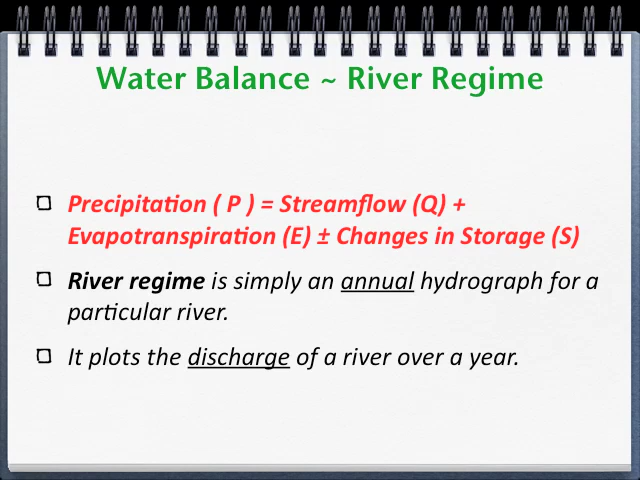 Water Balance ~ River Regime
Precipitation ( P ) = Streamflow (Q) +
Evapotranspiration (E) ± Changes in Storage (S)
River regime is simply an annual hydrograph for a
particular river.
It plots the discharge of a river over a year.